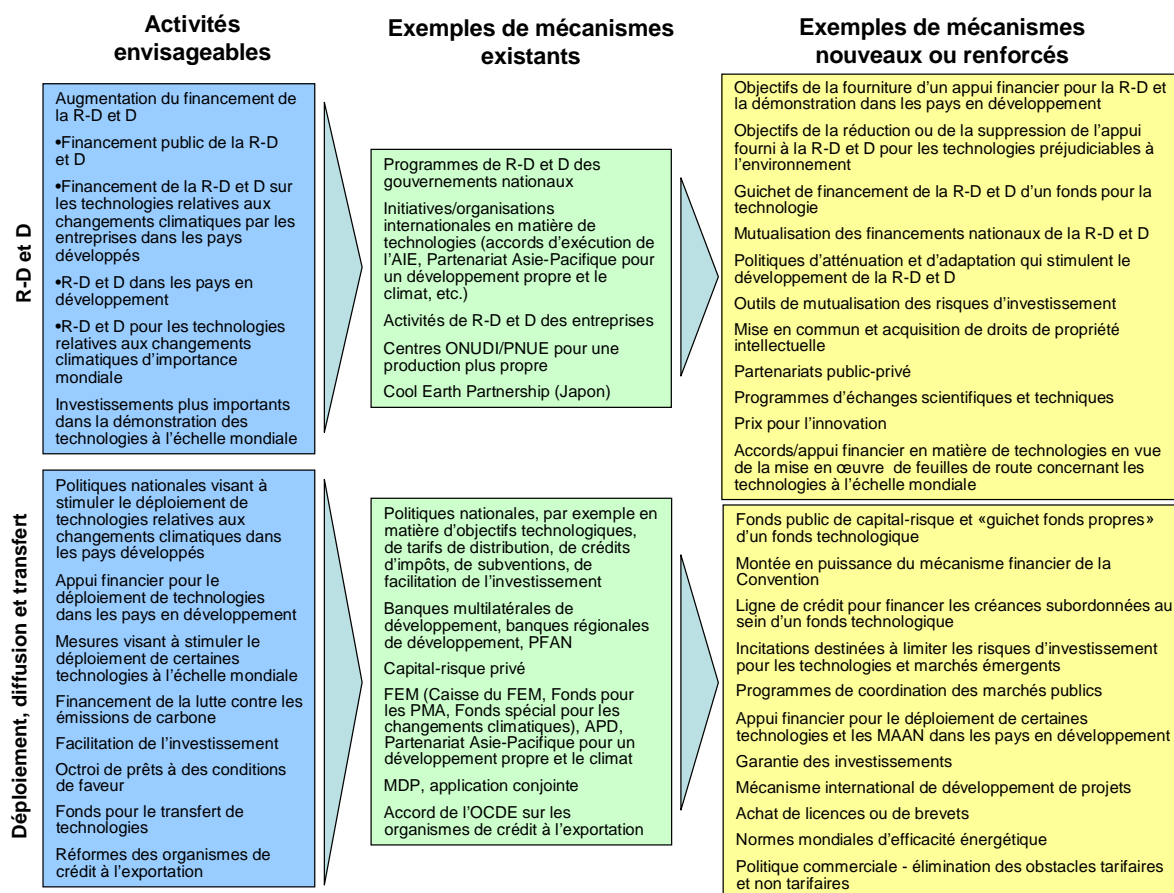 Activités
envisageables
Exemples de mécanismes
existants
Exemples de mécanismes
nouveaux ou renforcés
R-D et D
Augmentation du financement de
la R-D et D
•Financement public de la R-D
et D
•Financement de la R-D et D sur
les technologies relatives aux
changements climatiques par les
entreprises dans les pays
développés
•R-D et D dans les pays en
développement
•R-D et D pour les technologies
relatives aux changements
climatiques d'importance
mondiale
Investissements plus importants
dans la démonstration des
technologies à l'échelle mondiale
Programmes de R-D et D des
gouvernements nationaux
Initiatives/organisations
internationales en matière de
technologies (accords d'exécution de
l'AIE, Partenariat Asie-Pacifique pour
un développement propre et le
climat, etc.)
Activités de R-D et D des entreprises
Centres ONUDI/PNUE pour une
production plus propre
Cool Earth Partnership (Japon)
Objectifs de la fourniture d'un appui financier pour la R-D et
la démonstration dans les pays en développement
Objectifs de la réduction ou de la suppression de l'appui
fourni à la R-D et D pour les technologies préjudiciables à
l'environnement
Guichet de financement de la R-D et D d'un fonds pour la
technologie
Mutualisation des financements nationaux de la R-D et D
Politiques d'atténuation et d'adaptation qui stimulent le
développement de la R-D et D
Outils de mutualisation des risques d'investissement
Mise en commun et acquisition de droits de propriété
intellectuelle
Partenariats public-privé
Programmes d'échanges scientifiques et techniques
Prix pour l'innovation
Accords/appui financier en matière de technologies en vue
de la mise en œuvre de feuilles de route concernant les
technologies à l'échelle mondiale
Déploiement, diffusion et transfert
Politiques nationales visant à
stimuler le déploiement de
technologies relatives aux
changements climatiques dans
les pays développés
Appui financier pour le
déploiement de technologies
dans les pays en développement
Mesures visant à stimuler le
déploiement de certaines
technologies à l'échelle mondiale
Financement de la lutte contre les
émissions de carbone
Facilitation de l'investissement
Octroi de prêts à des conditions
de faveur
Fonds pour le transfert de
technologies
Réformes des organismes de
crédit à l'exportation
Politiques nationales, par exemple en
matière d'objectifs technologiques,
de tarifs de distribution, de crédits
d'impôts, de subventions, de
facilitation de l'investissement
Banques multilatérales de
développement, banques régionales
de développement, PFAN
Capital-risque privé
FEM (Caisse du FEM, Fonds pour
les PMA, Fonds spécial pour les
changements climatiques), APD,
Partenariat Asie-Pacifique pour un
développement propre et le climat
MDP, application conjointe
Accord de l'OCDE sur les
organismes de crédit à l'exportation
Fonds public de capital-risque et «guichet fonds propres»
d'un fonds technologique
Montée en puissance du mécanisme financier de la
Convention
Ligne de crédit pour financer les créances subordonnées au
sein d'un fonds technologique
Incitations destinées à limiter les risques d'investissement
pour les technologies et marchés émergents
Programmes de coordination des marchés publics
Appui financier pour le déploiement de certaines
technologies et les MAAN dans les pays en développement
Garantie des investissements
Mécanisme international de développement de projets
Achat de licences ou de brevets
Normes mondiales d'efficacité énergétique
Politique commerciale - élimination des obstacles tarifaires
et non tarifaires